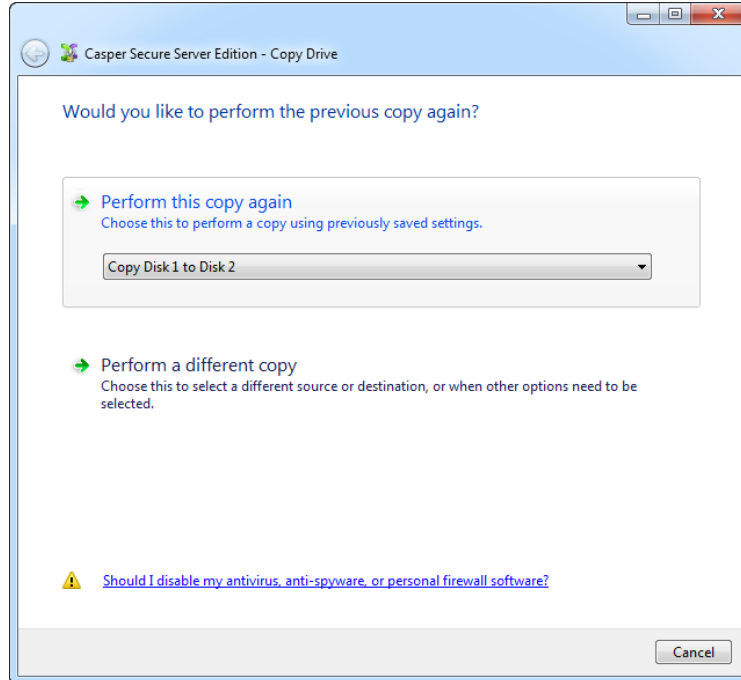 Casper Secure Server Edition - Copy Drive
Would you like to perform the previous copy again?
Perform this copy again
Choose this to perform a copy using previously saved settings.
Copy Disk 1 to Disk 2
Perform a different copy
Choose this to select a different source or destination, or when other options need to be
selected.
Should I disable my antivirus, anti-spyware, or personal firewall software?
Cancel